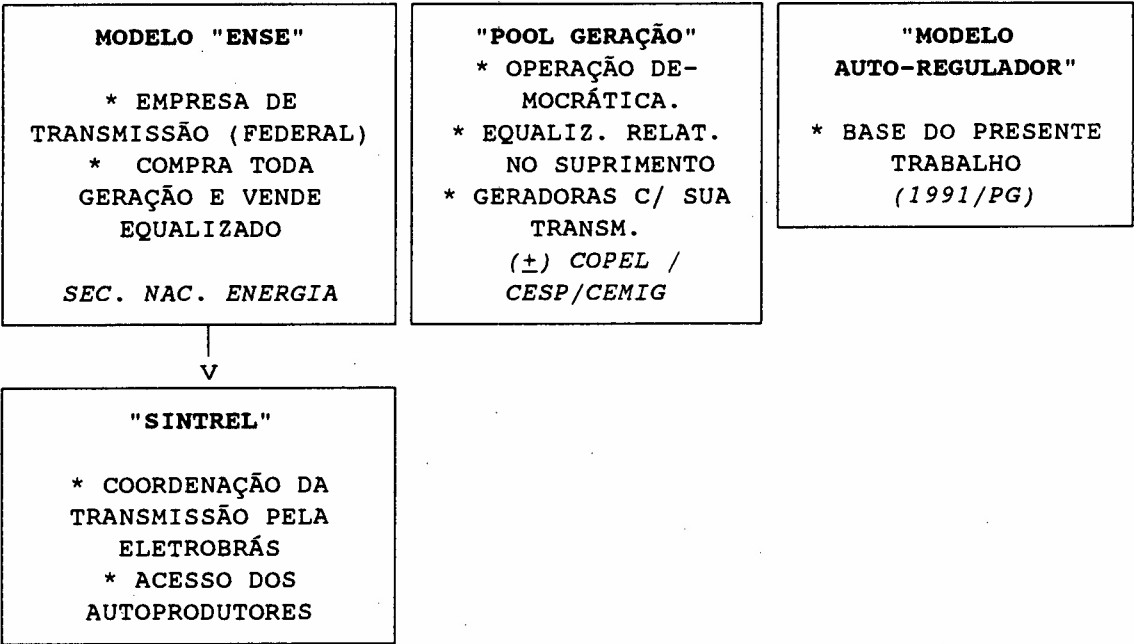 MODELO "ENSE"
* EMPRESA DE
TRANSMISSÃO (FEDERAL)
* COMPRA TODA
GERAÇÃO E VENDE
EQUALIZADO
SEC. NAC. ENERGIA
"POOL GERAÇÃO"
* OPERAÇÃO DE-
MOCRÁTICA.
* EQUALIZ. RELAT.
NO SUPRIMENTO
* GERADORAS C/ SUA
TRANSM.
(±) COPEL /
CESP/CEMIG
"MODELO
AUTO-REGULADOR"
* BASE DO PRESENTE
TRABALHO
(1991/PG)
V
"SINTREL"
* COORDENAÇÃO DA
TRANSMISSÃO PELA
ELETROBRÁS
* ACESSO DOS
AUTOPRODUTORES